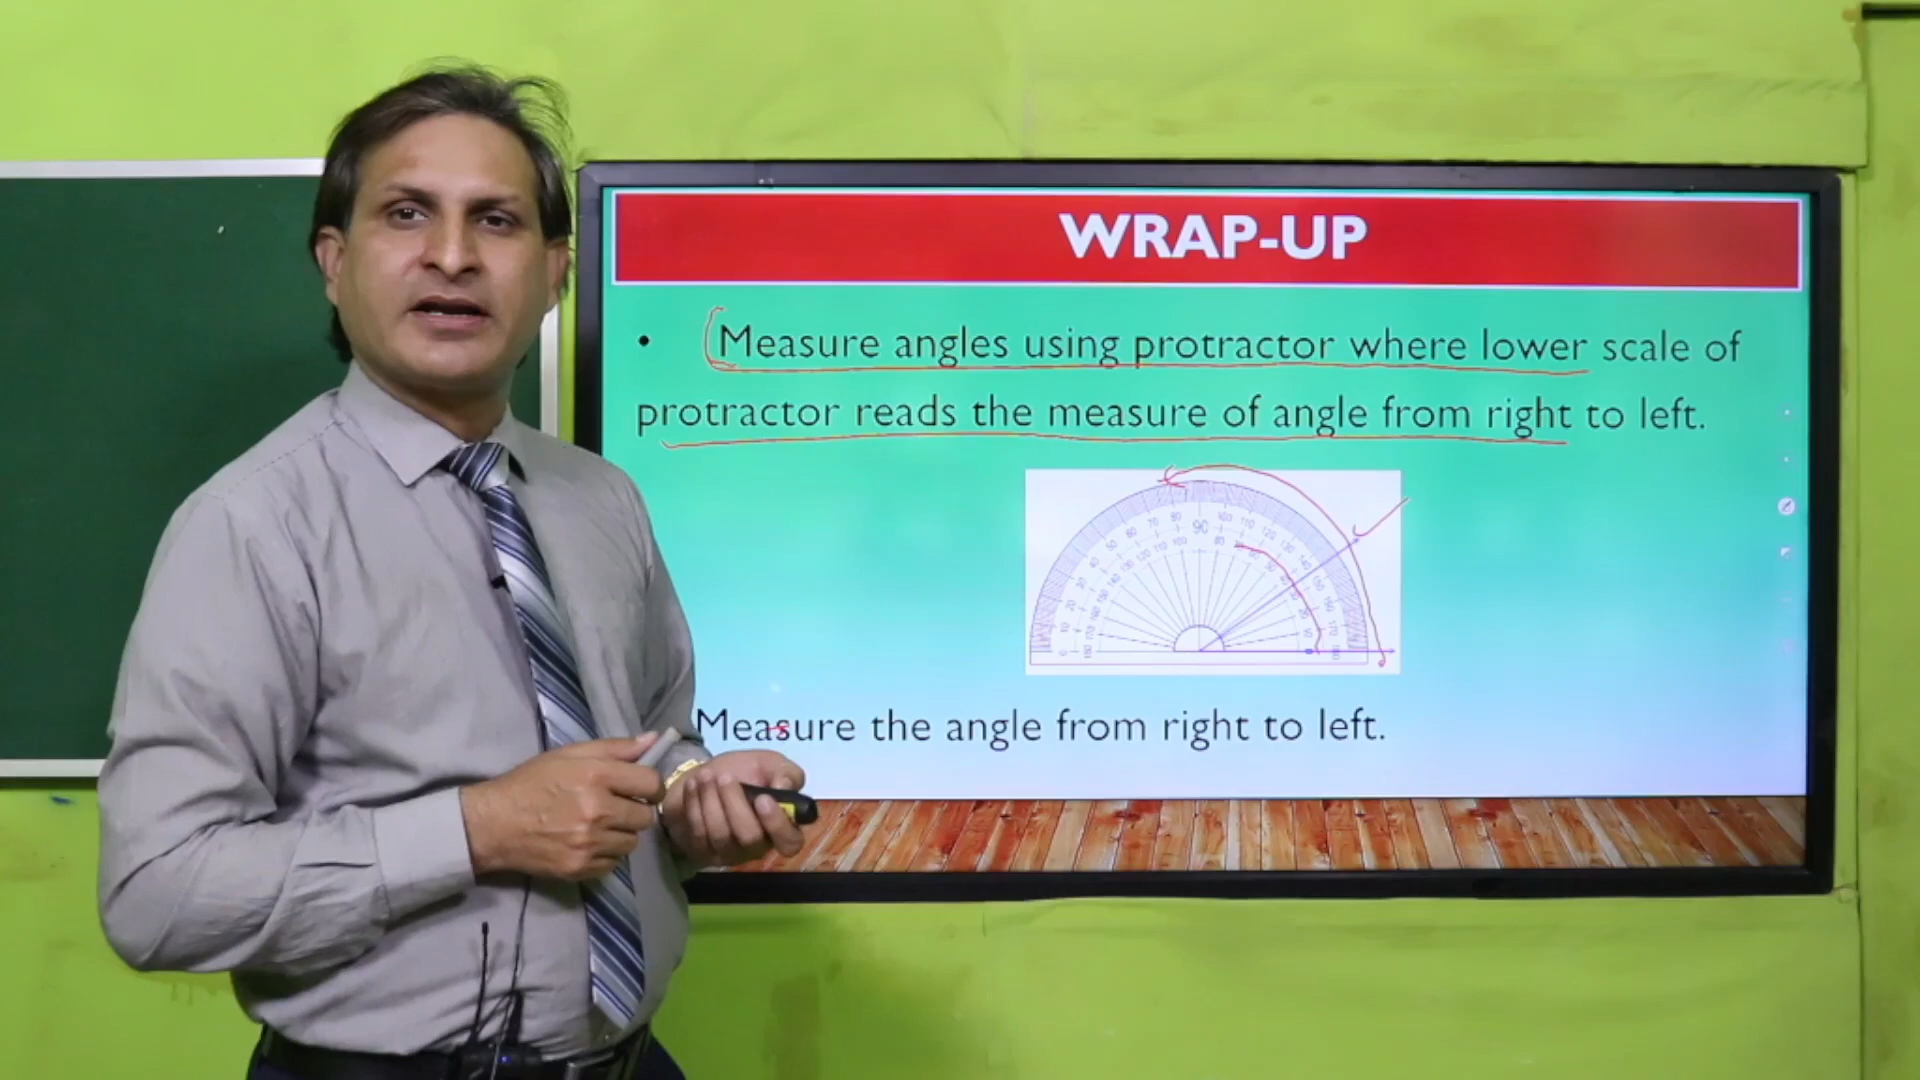 WRAP-UP
• Measure angles using protractor where lower scale of
protractor reads the measure of angle from right to left.
90
Measure the angle from right to left.